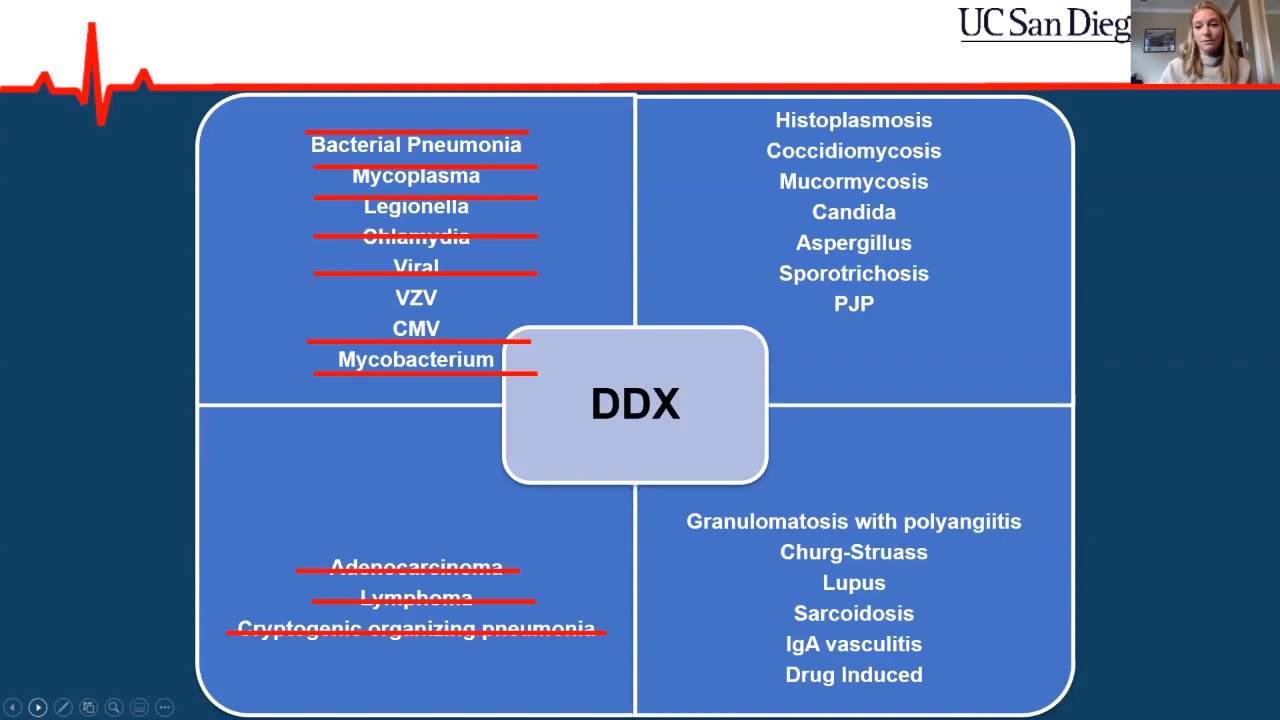 UC San Dieg
Bacterial Pneumonia
Mycoplasma
Legionella
Chlamydia
Viral
VZV
CMV
Mycobacterium
Histoplasmosis
Coccidiomycosis
Mucormycosis
Candida
Aspergillus
Sporotrichosis
PJP
DDX
Adenocarcinoma
Lymphoma
Cryptogenic organizing pneumonia
Granulomatosis with polyangiitis
Churg-Struass
Lupus
Sarcoidosis
IgA vasculitis
Drug Induced